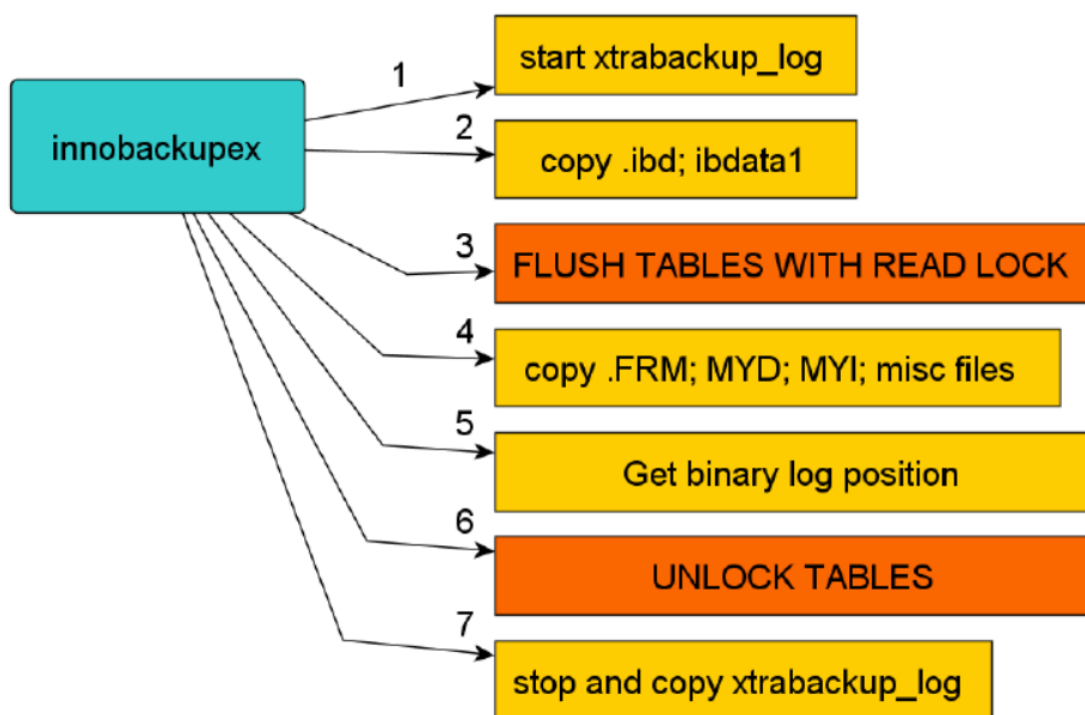 innobackupex
1
start xtrabackup_log
2
copy .ibd; ibdata1
3
FLUSH TABLES WITH READ LOCK
4
copy .FRM; MYD; MYI; misc files
5
Get binary log position
6
UNLOCK TABLES
7
stop and copy xtrabackup_log